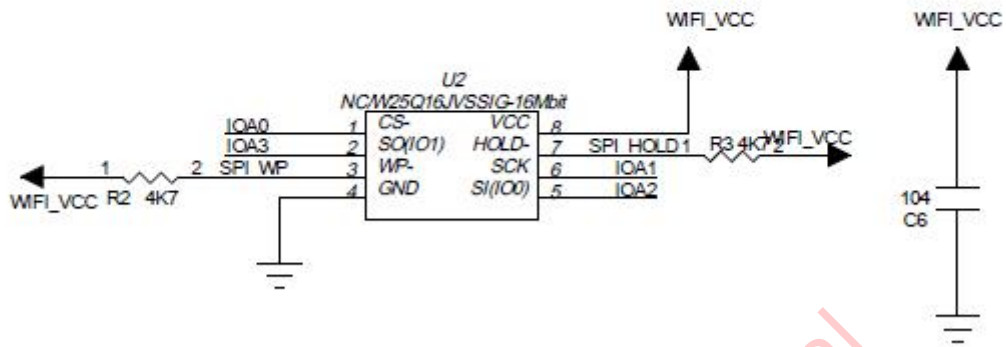 WIFI_VCC WIFI_VCC
U2
NC/W25Q16JVSSIG-16Mbit
IOA0 1 CS- VCC 8
IOA3 2 SO(IO1) HOLD- 7 SPI_HOLD 1 R3 4K7 2 WIFI_VCC
1 2 SPI_WP 3 WP- SCK 6 IOA1
WIFI_VCC R2 4K7 4 GND SI(IO0) 5 IOA2
104
C6